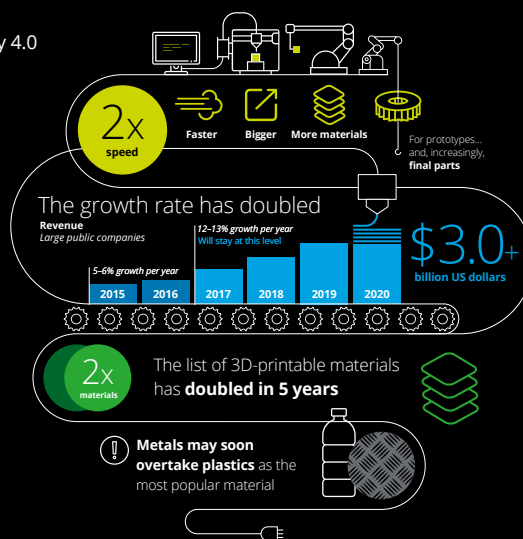 y 4.0
2x
speed
Faster
Bigger
More materials
For prototypes...
and, increasingly,
final parts
The growth rate has doubled
Revenue
Large public companies
12–13% growth per year
Will stay at this level
5–6% growth per year
2015
2016
2017
2018
2019
2020
$3.0+
billion US dollars
2x
materials
The list of 3D-printable materials
has doubled in 5 years
Metals may soon
overtake plastics as the
most popular material